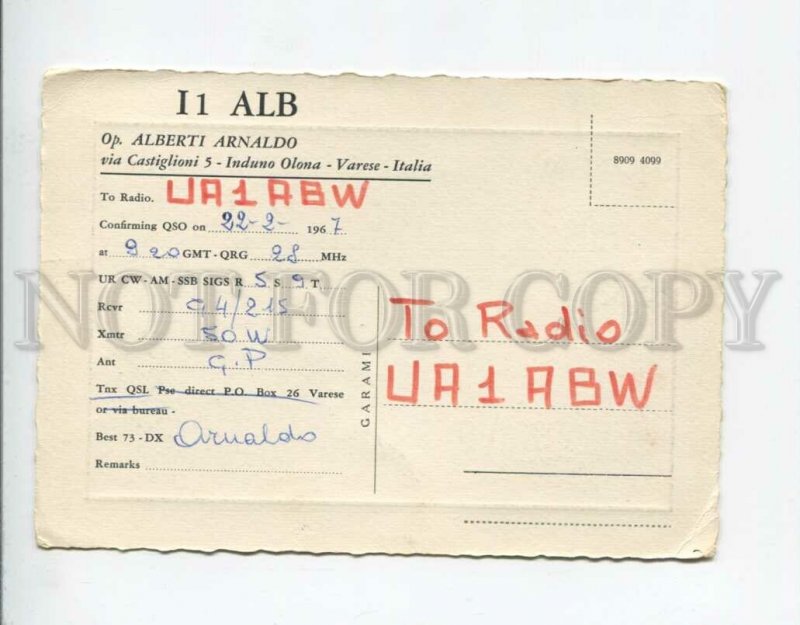 I1 ALB
Op. ALBERTI ARNALDO
via Castiglioni 5 - Induno Olona - Varese - Italia
8909 4099
To Radio. UA1ABW
Confirming QSO on 22-2- 1967
at 9 20 GMT - QRG 28 MHz
UR CW - AM - SSB SIGS R 5 S 9 T
Rcvr G4/215
Xmtr 50 W
Ant G.P
Tnx QSL Pse direct P.O. Box 26 Varese
or via bureau -
Best 73 - DX Arnaldo
Remarks
GARAMI
To Radio
UA1ABW
NOT FOR COPY